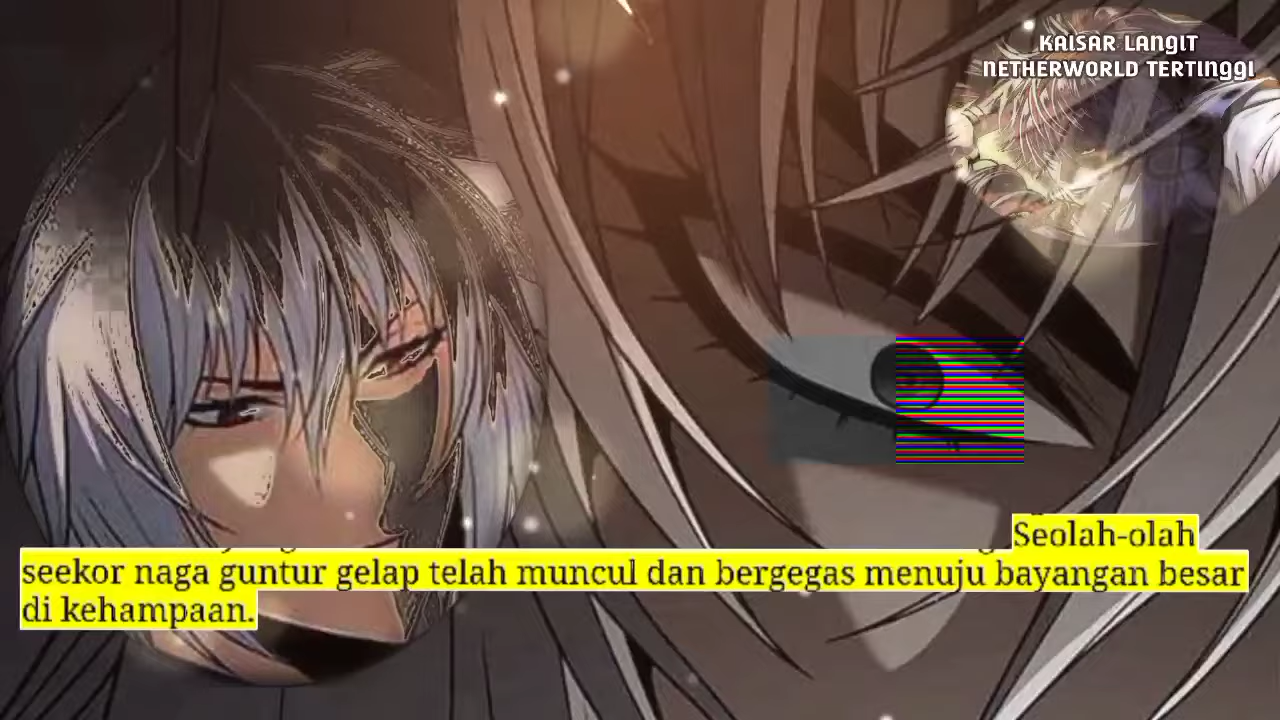 KAISAR LANGIT
NETHERWORLD TERTINGGI
Seolah-olah
seekor naga guntur gelap telah muncul dan bergegas menuju bayangan besar
di kehampaan.